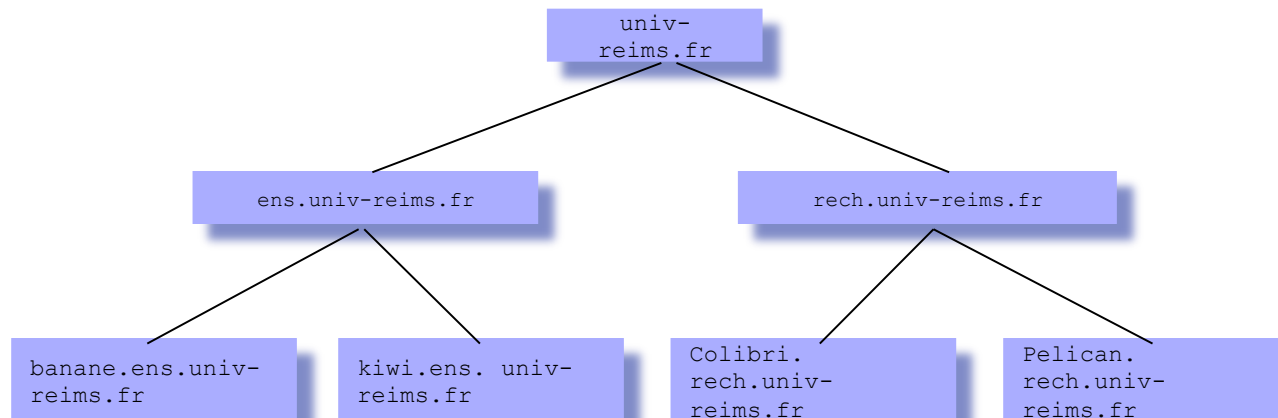 univ-
reims.fr
ens.univ-reims.fr
rech.univ-reims.fr
banane.ens.univ-
reims.fr
kiwi.ens. univ-
reims.fr
Colibri.
rech.univ-
reims.fr
Pelican.
rech.univ-
reims.fr